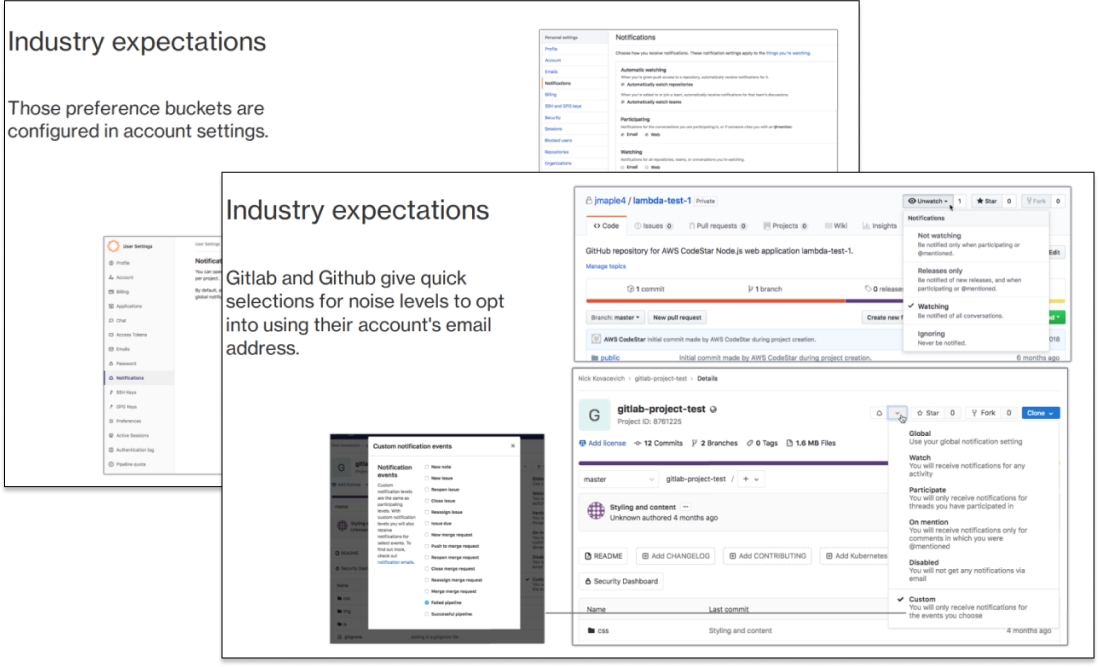 Industry expectations
Those preference buckets are
configured in account settings.
Personal settings
Profile
Account
Emails
Notifications
Billing
SSH and GPG keys
Security
Sessions
Blocked users
Repositories
Organizations
Notifications
Choose how you receive notifications. These notification settings apply to the things you're watching.
Automatic watching
When you're given push access to a repository, automatically receive notifications for it.
Automatically watch repositories
When you're added to or join a team, automatically receive notifications for that team's discussions.
Automatically watch teams
Participating
Notifications for the conversations you are participating in, or if someone cites you with an @mention.
Email Web
Watching
Notifications for all repositories, teams, or conversations you're watching.
Email Web
User Settings
Profile
Account
Billing
Applications
Chat
Access Tokens
Emails
Password
Notifications
SSH Keys
GPG Keys
Preferences
Active Sessions
Authentication log
Pipeline quota
User Settings
Notificat
You can spe
per project.
By default, a
global notifi
Industry expectations
Gitlab and Github give quick
selections for noise levels to opt
into using their account's email
address.
jmaple4 / lambda-test-1 Private
Unwatch 1 Star 0 Fork 0
Code Issues 0 Pull requests 0 Projects 0 Wiki Insights
GitHub repository for AWS CodeStar Node.js web application lambda-test-1.
Edit
Manage topics
1 commit 1 branch 0 releases
Branch: master New pull request Create new f
AWS CodeStar Initial commit made by AWS CodeStar during project creation.
018
public Initial commit made by AWS CodeStar during project creation. 6 months ago
Notifications
Not watching
Be notified only when participating or
@mentioned.
Releases only
Be notified of new releases, and when
participating or @mentioned.
Watching
Be notified of all conversations.
Ignoring
Never be notified.
Nick Kovacevich › gitlab-project-test › Details
G
gitlab-project-test
Project ID: 8761225
Star 0 Fork 0 Clone
Add license 12 Commits 2 Branches 0 Tags 1.6 MB Files
master gitlab-project-test / +
Styling and content
Unknown authored 4 months ago
README Add CHANGELOG Add CONTRIBUTING Add Kubernetes
Security Dashboard
Name Last commit
css Styling and content 4 months ago
Global
Use your global notification setting
Watch
You will receive notifications for any
activity
Participate
You will only receive notifications for
threads you have participated in
On mention
You will receive notifications only for
comments in which you were
@mentioned
Disabled
You will not get any notifications via
email
Custom
You will only receive notifications for
the events you choose
Custom notification events
Notification
events
Custom
notification levels
are the same as
participating
levels. With
custom notification
levels you will also
receive
notifications for
select events. To
find out more,
check out
notification emails.
New note
New issue
Reopen issue
Close issue
Reassign issue
Issue due
New merge request
Push to merge request
Reopen merge request
Close merge request
Reassign merge request
Merge merge request
Failed pipeline
Successful pipeline